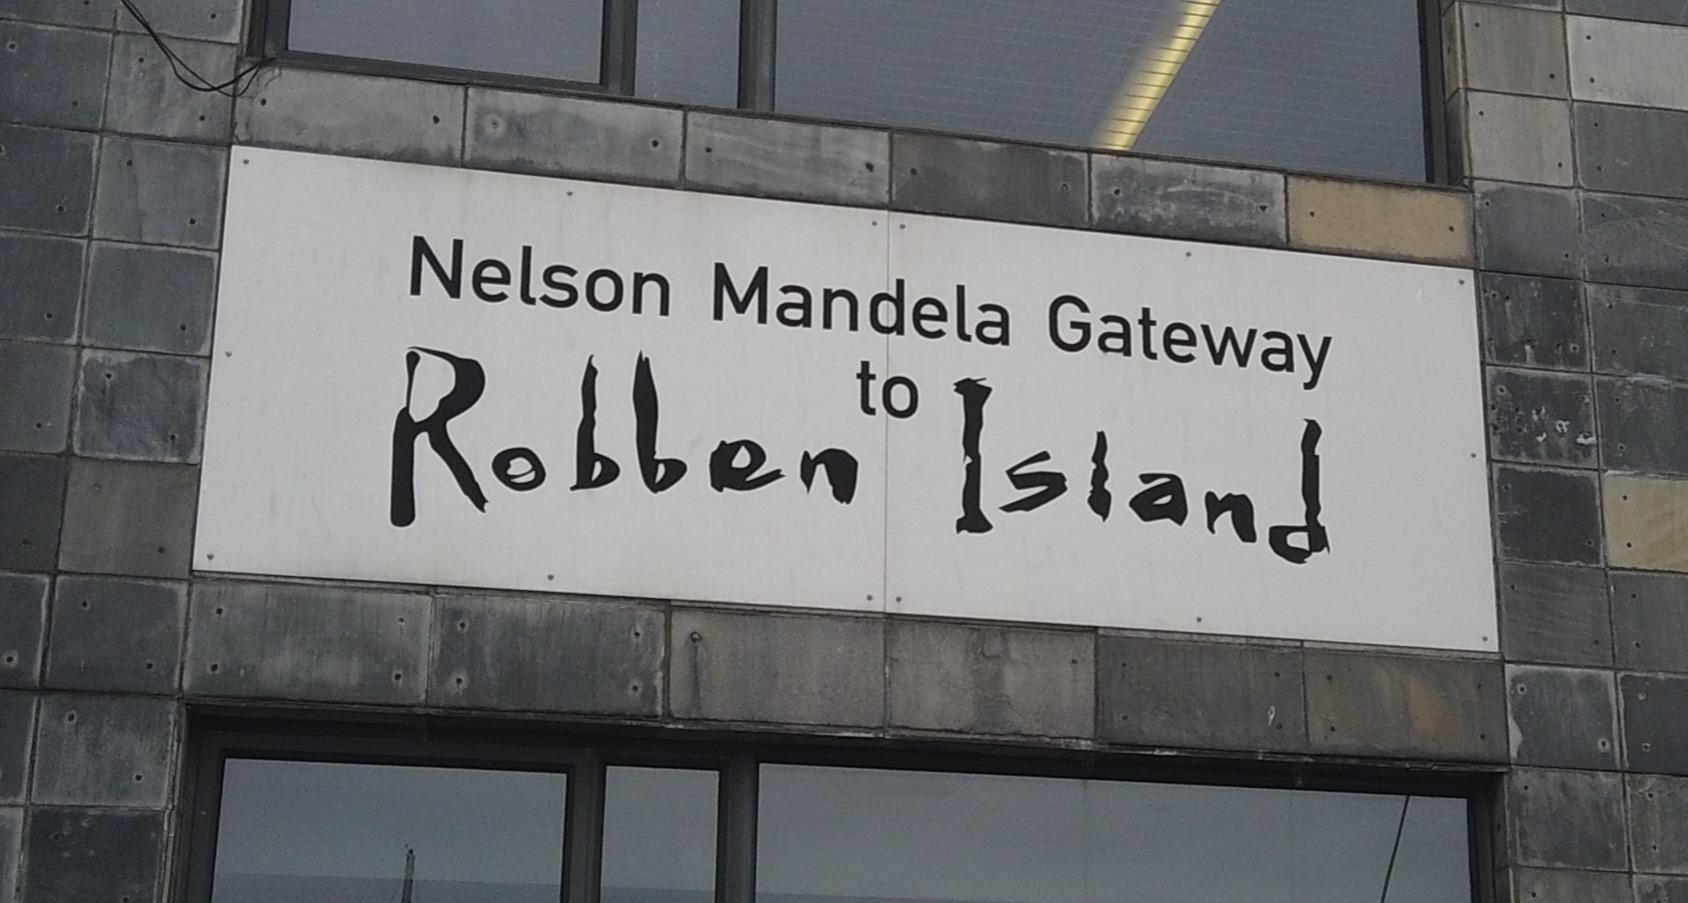 Nelson Mandela Gateway
to
Robben Island